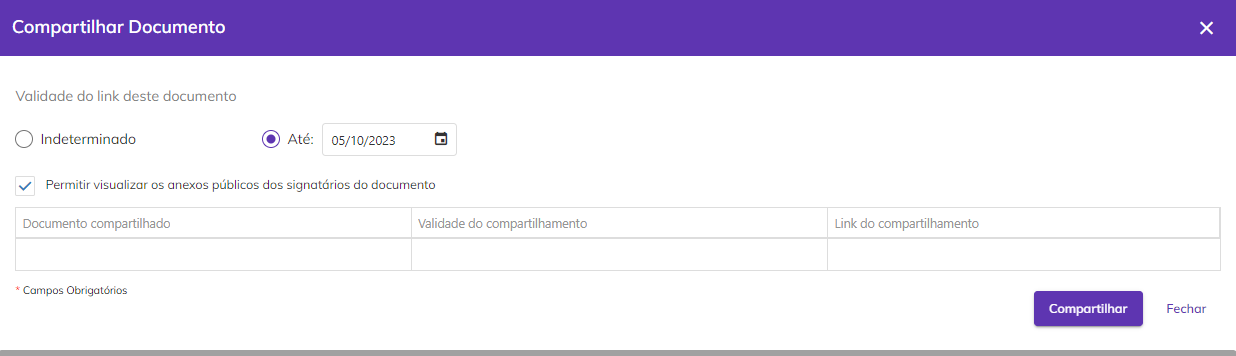 Compartilhar Documento
Validade do link deste documento
Indeterminado Até: 05/10/2023
Permitir visualizar os anexos públicos dos signatários do documento
Documento compartilhado Validade do compartilhamento Link do compartilhamento
* Campos Obrigatórios
Compartilhar Fechar